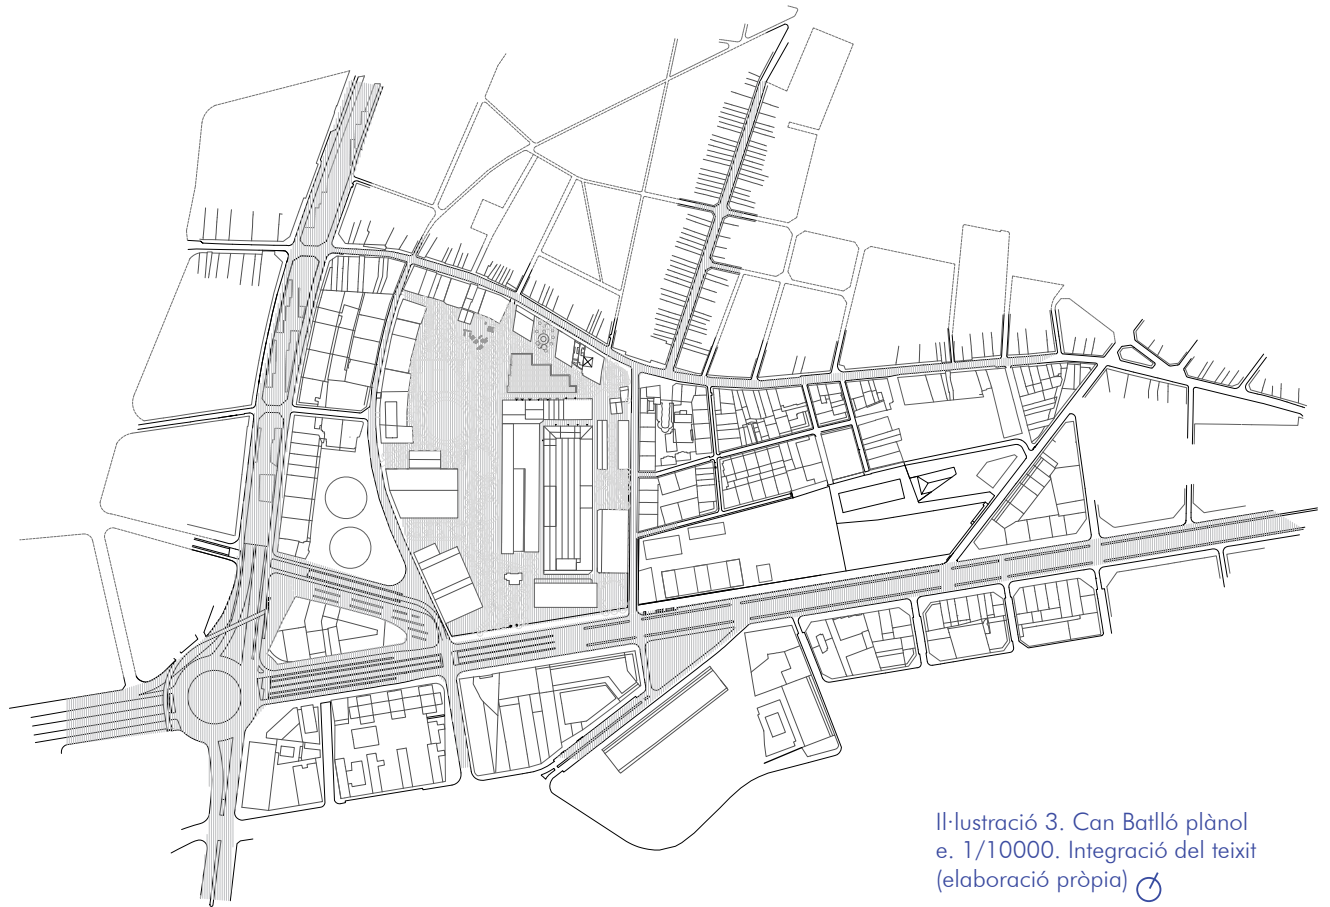 Il·lustració 3. Can Batlló plànol
e. 1/10000. Integració del teixit
(elaboració pròpia)